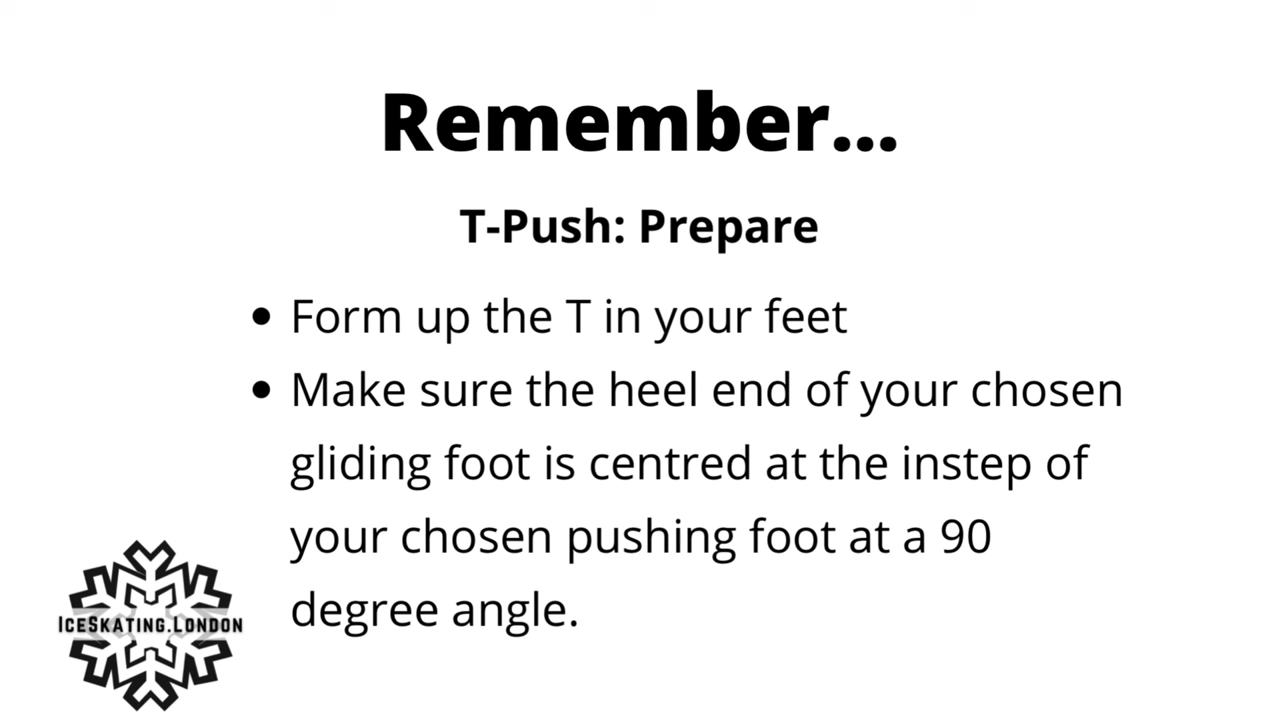 Remember...
T-Push: Prepare
• Form up the T in your feet
• Make sure the heel end of your chosen
gliding foot is centred at the instep of
your chosen pushing foot at a 90
degree angle.
IceSkating.London